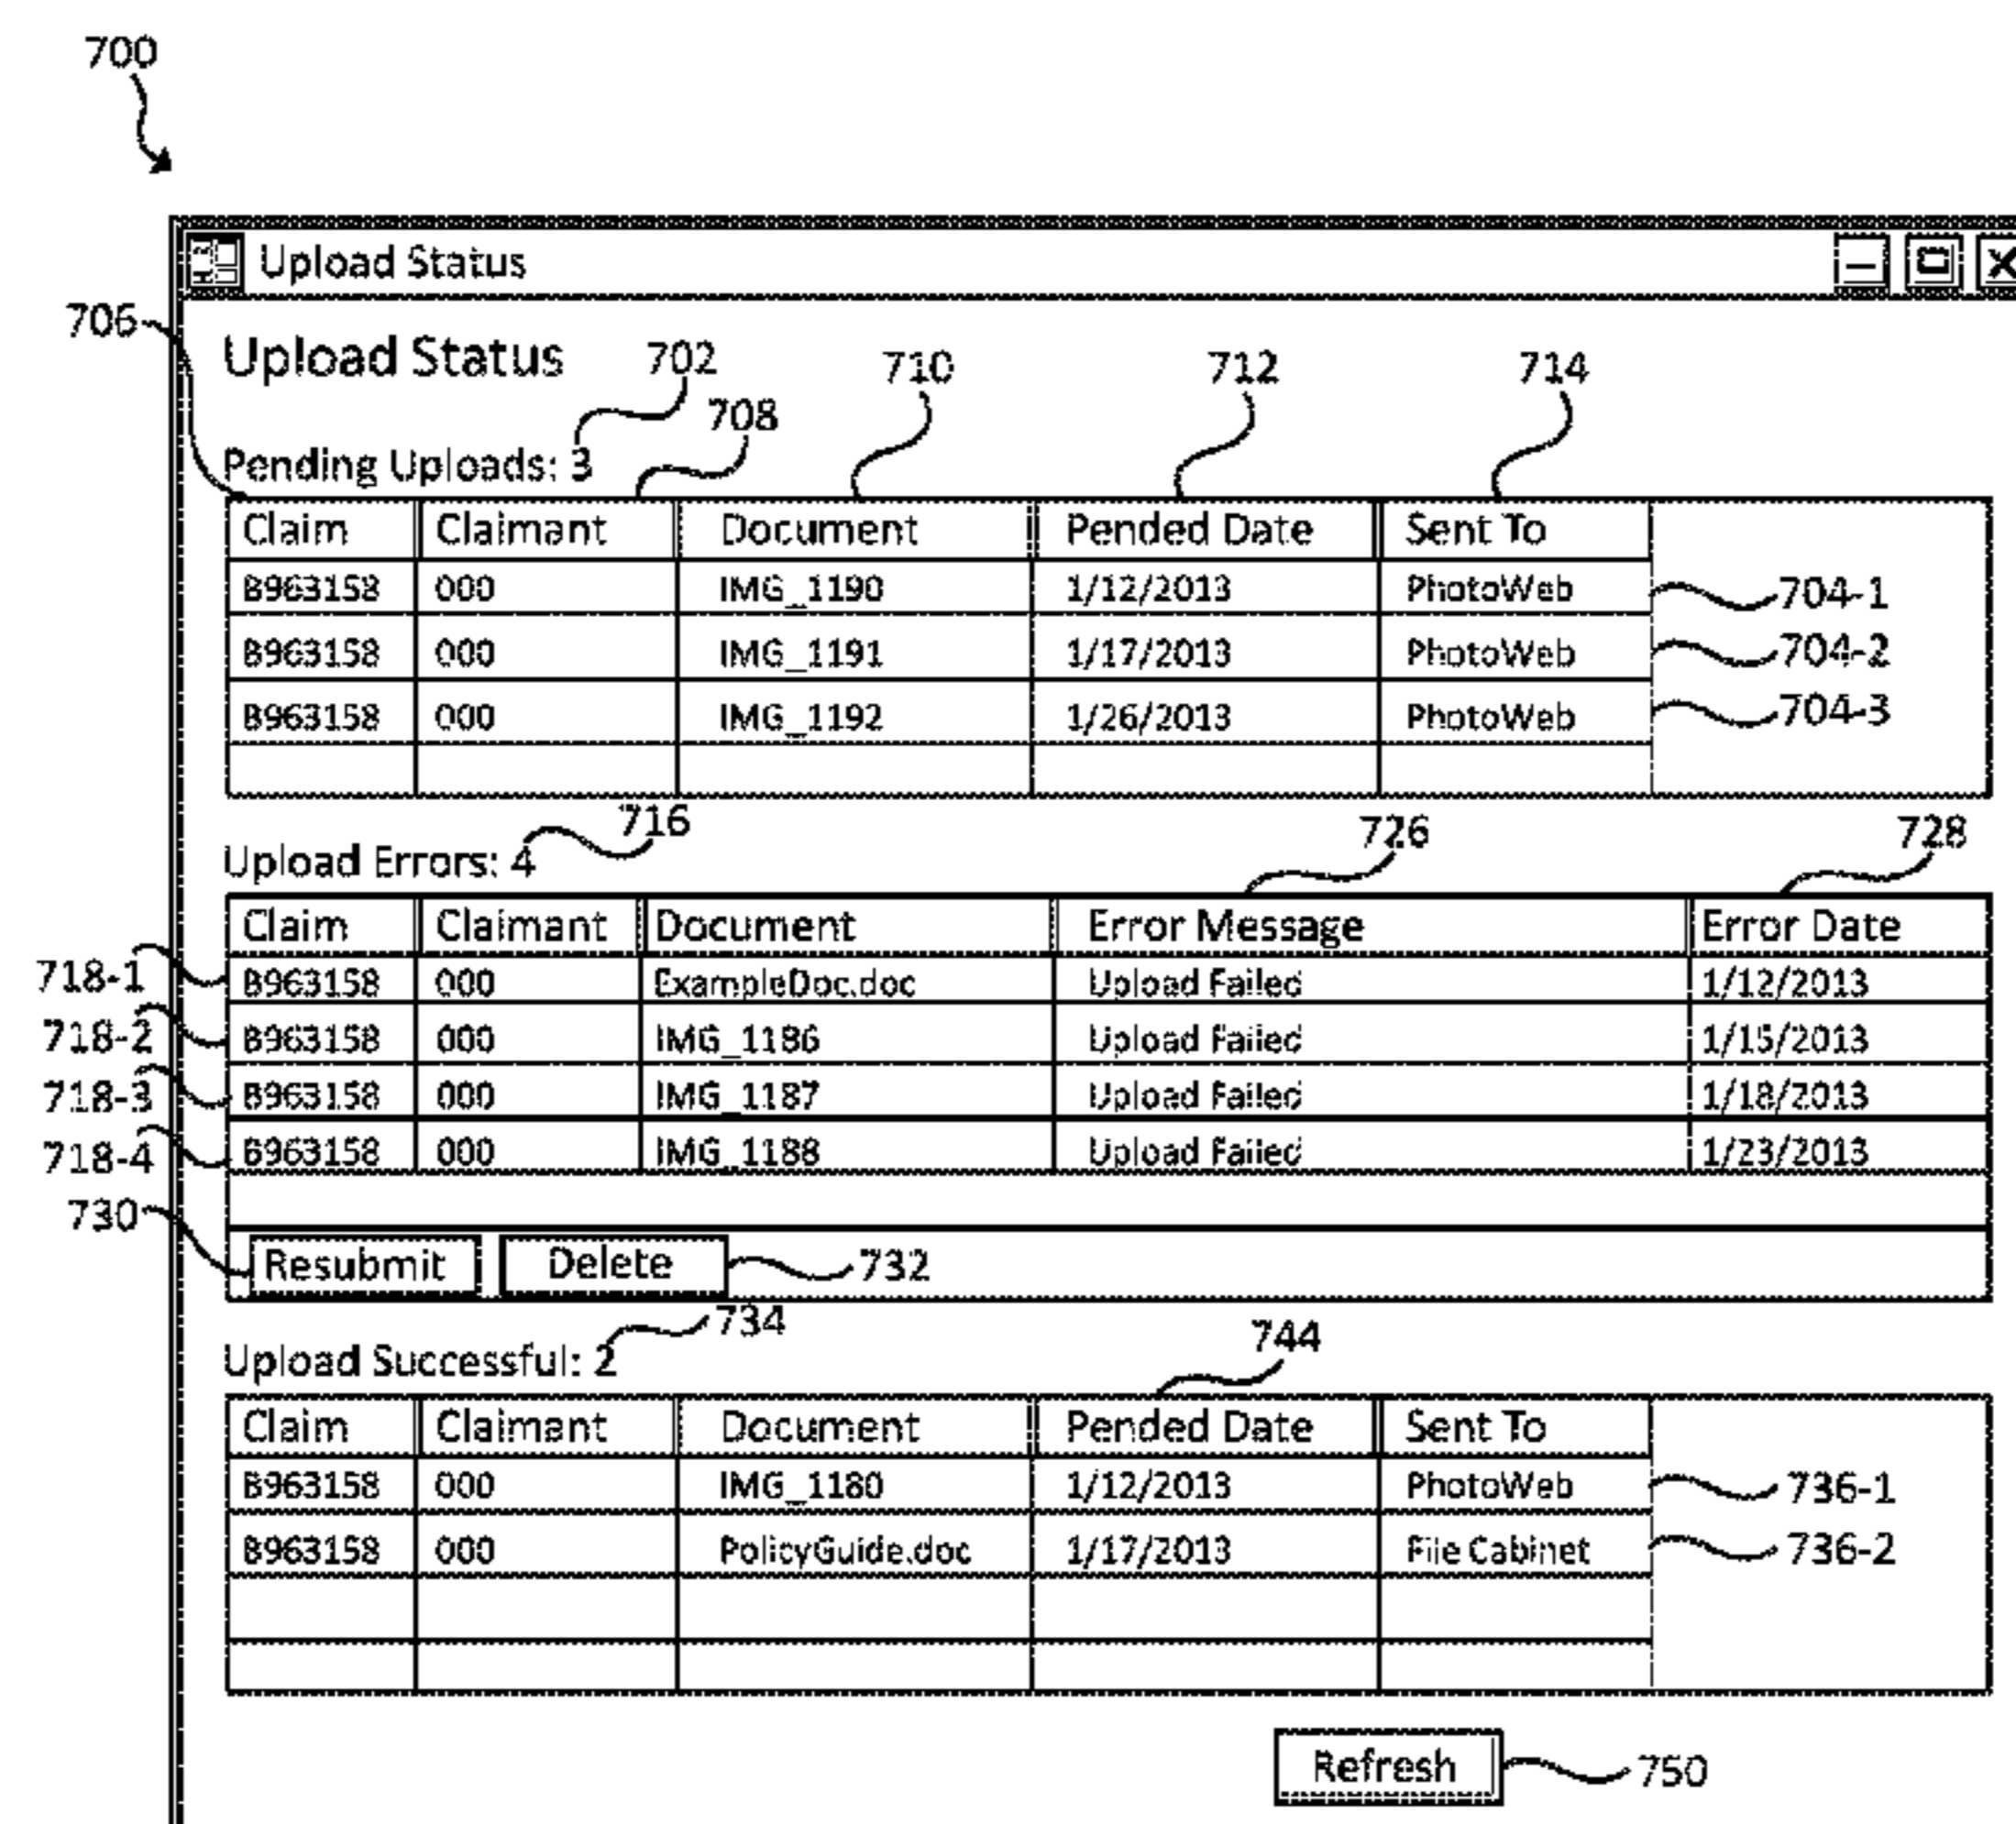 700
Upload Status
706
Upload Status 702 710 712 714
708
Pending Uploads: 3
Claim Claimant Document Pended Date Sent To
B963158 000 IMG_1190 1/12/2013 PhotoWeb 704-1
B963158 000 IMG_1191 1/17/2013 PhotoWeb 704-2
B963158 000 IMG_1192 1/26/2013 PhotoWeb 704-3
716 726 728
Upload Errors: 4
Claim Claimant Document Error Message Error Date
718-1 B963158 000 ExampleDoc.doc Upload Failed 1/12/2013
718-2 B963158 000 IMG_1186 Upload Failed 1/15/2013
718-3 B963158 000 IMG_1187 Upload Failed 1/18/2013
718-4 B963158 000 IMG_1188 Upload Failed 1/23/2013
730
Resubmit Delete 732
734 744
Upload Successful: 2
Claim Claimant Document Pended Date Sent To
B963158 000 IMG_1180 1/12/2013 PhotoWeb 736-1
B963158 000 PolicyGuide.doc 1/17/2013 File Cabinet 736-2
Refresh 750